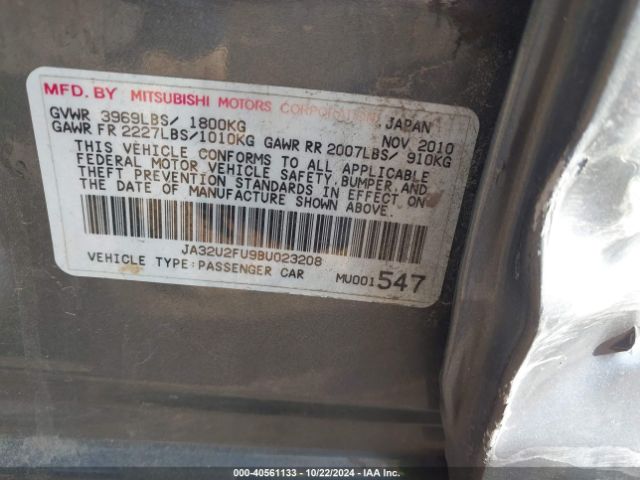 MFD. BY MITSUBISHI MOTORS CORPORATION, JAPAN
GVWR 3969LBS/ 1800KG NOV 2010
GAWR FR 2227LBS/1010KG GAWR RR 2007LBS/ 910KG
THIS VEHICLE CONFORMS TO ALL APPLICABLE
FEDERAL MOTOR VEHICLE SAFETY, BUMPER, AND
THEFT PREVENTION STANDARDS IN EFFECT ON
THE DATE OF MANUFACTURE SHOWN ABOVE.
JA32U2FU9BU023208
VEHICLE TYPE:PASSENGER CAR MU001547
000-40561133 - 10/22/2024 - IAA Inc.